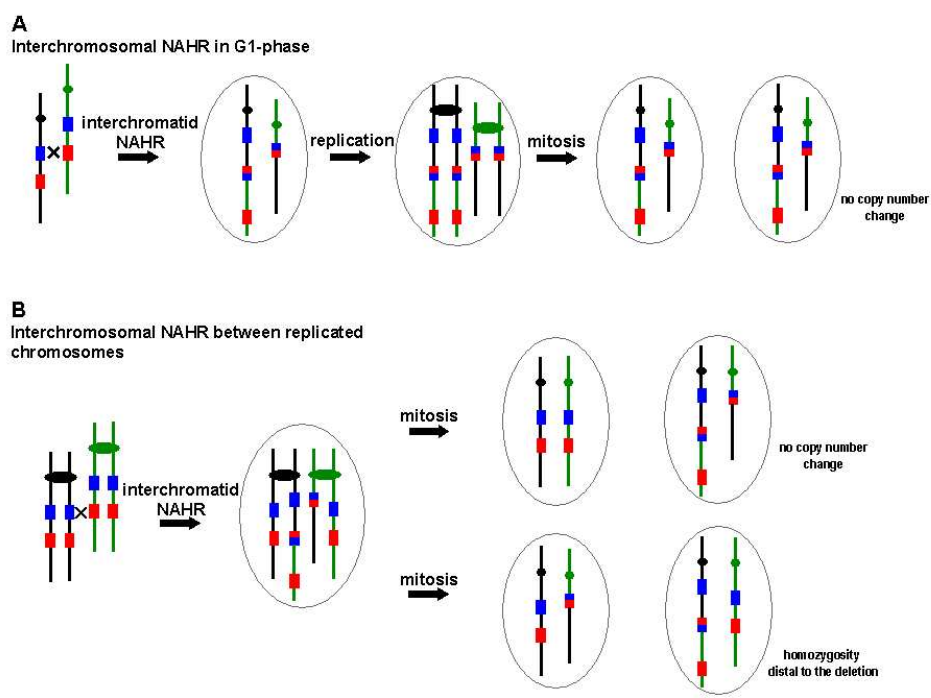 A
Interchromosomal NAHR in G1-phase
interchromatid
NAHR
replication
mitosis
no copy number
change
B
Interchromosomal NAHR between replicated
chromosomes
interchromatid
NAHR
mitosis
no copy number
change
mitosis
homozygosity
distal to the deletion